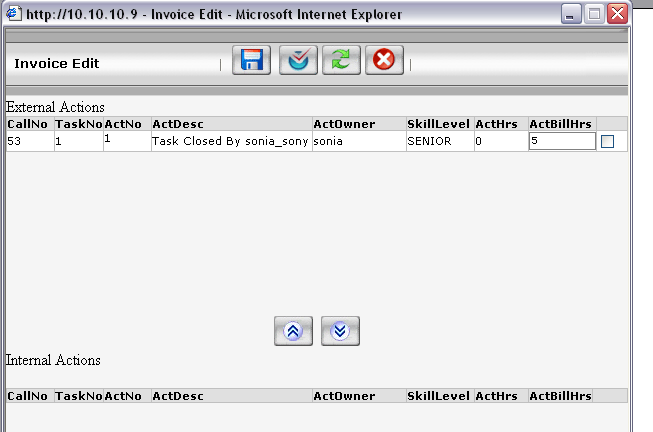 http://10.10.10.9 - Invoice Edit - Microsoft Internet Explorer
Invoice Edit
External Actions
CallNo TaskNo ActNo ActDesc ActOwner SkillLevel ActHrs ActBillHrs
53 1 1 Task Closed By sonia_sony sonia SENIOR 0 5
Internal Actions
CallNo TaskNo ActNo ActDesc ActOwner SkillLevel ActHrs ActBillHrs